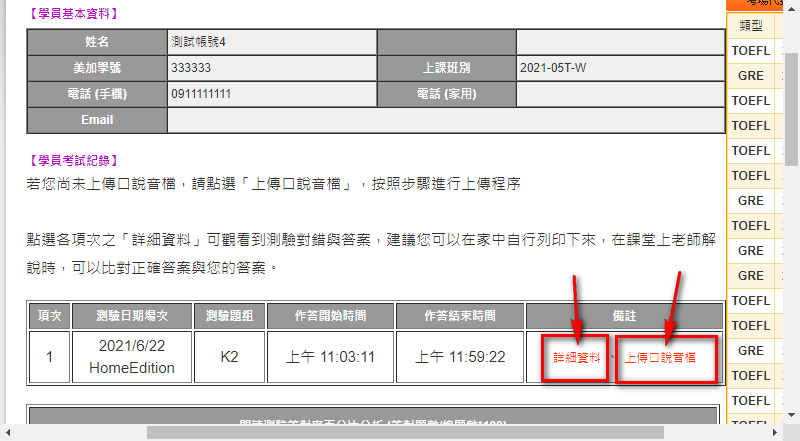 【學員基本資料】
姓名 測試帳號4
美加學號 333333 上課班別 2021-05T-W
電話 (手機) 0911111111 電話 (家用)
Email
【學員考試紀錄】
若您尚未上傳口說音檔，請點選「上傳口說音檔」，按照步驟進行上傳程序
點選各項次之「詳細資料」可觀看到測驗對錯與答案，建議您可以在家中自行列印下來，在課堂上老師解
說時，可以比對正確答案與您的答案。
項次 測驗日期場次 測驗題組 作答開始時間 作答結束時間 備註
1 2021/6/22 HomeEdition K2 上午 11:03:11 上午 11:59:22 詳細資料、上傳口說音檔
類型
TOEFL
GRE
TOEFL
TOEFL
TOEFL
TOEFL
GRE
TOEFL
GRE
GRE
TOEFL
TOEFL
GRE
TOEFL
TOEFL
TOEFL